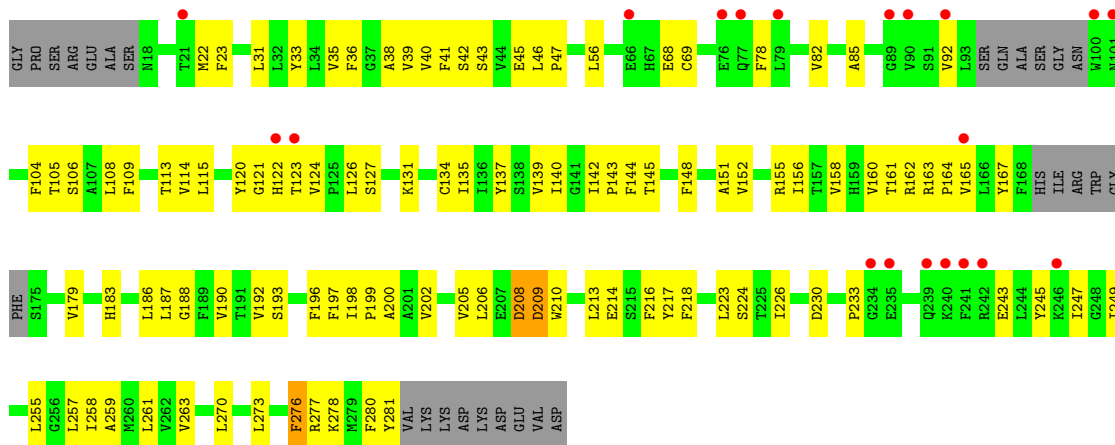 GLY PRO SER ARG GLU ALA SER N18 T21 M22 F23 L31 L32 Y33 L34 V35 F36 G37 A38 V39 V40 F41 S42 S43 V44 E45 L46 P47 L56 E66 H67 E68 C69 E76 Q77 F78 L79 V82 A85 G89 V90 S91 V92 L93 SER GLN ALA SER GLY ASN W100 N101
F104 T105 S106 A107 L108 F109 T113 V114 L115 Y120 G121 H122 T123 V124 P125 L126 S127 K131 C134 I135 I136 Y137 S138 V139 I140 G141 I142 P143 F144 T145 F148 A151 V152 R155 I156 T157 V158 H159 V160 T161 R162 R163 P164 V165 L166 Y167 F168 HIS ILE ARG TRP GLY
PHE S175 V179 H183 L186 L187 G188 F189 V190 T191 V192 S193 F196 F197 I198 P199 A200 A201 V202 V205 L206 E207 D208 D209 W210 L213 E214 S215 F216 Y217 F218 L223 S224 T225 I226 D230 P233 G234 E235 Q239 K240 F241 R242 E243 L244 Y245 K246 I247 G248
L255 G256 L257 I258 A259 M260 L261 V262 V263 L270 L273 F276 R277 K278 M279 F280 Y281 VAL LYS LYS ASP LYS ASP GLU VAL ASP